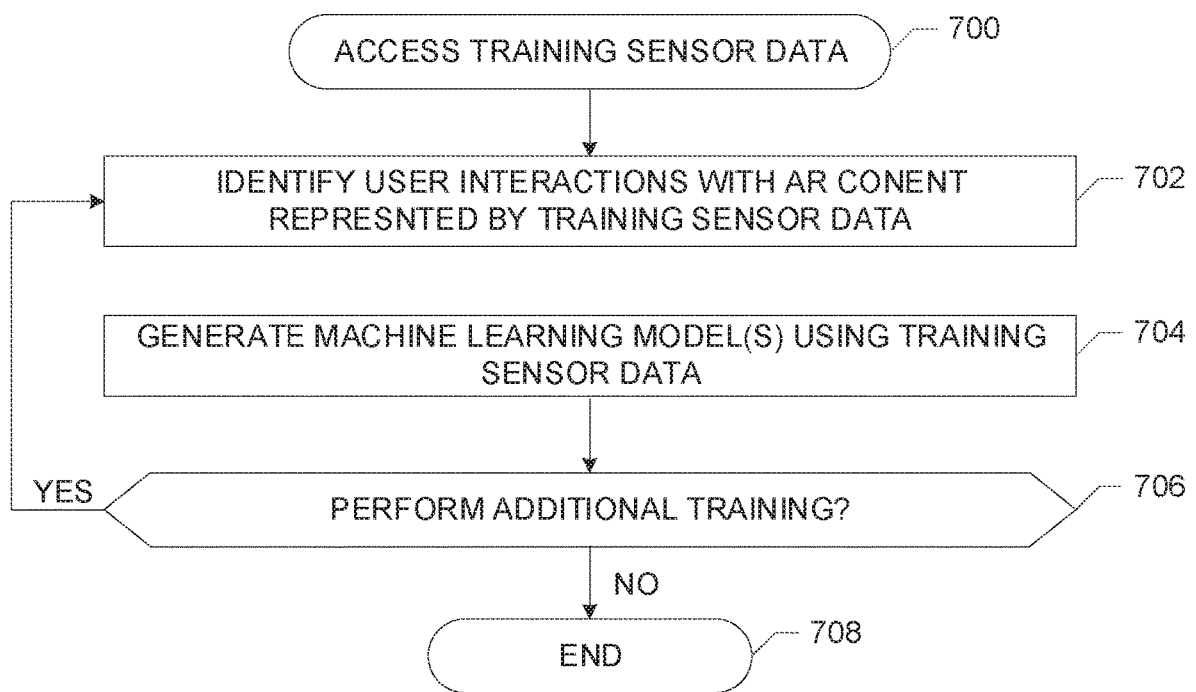 ACCESS TRAINING SENSOR DATA
700
IDENTIFY USER INTERACTIONS WITH AR CONENT
REPRESNTED BY TRAINING SENSOR DATA
702
GENERATE MACHINE LEARNING MODEL(S) USING TRAINING
SENSOR DATA
704
YES
PERFORM ADDITIONAL TRAINING?
706
NO
END
708